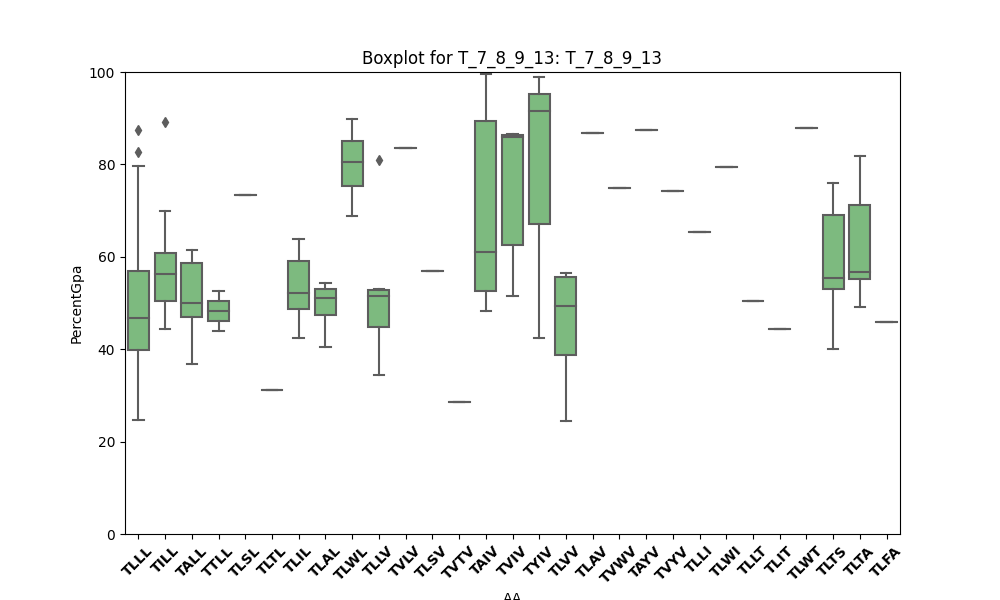 Boxplot for T_7_8_9_13: T_7_8_9_13
PercentGpa
100
80
60
40
20
0
TLLL
TILL
TALL
TTLL
TLSL
TLTL
TLIL
TLAL
TLWL
TLLV
TVLV
TLSV
TVTV
TAIV
TVIV
TYIV
TLVV
TLAV
TVWV
TAYV
TVYV
TLLI
TLWI
TLLT
TLIT
TLWT
TLTS
TLTA
TLFA
AA